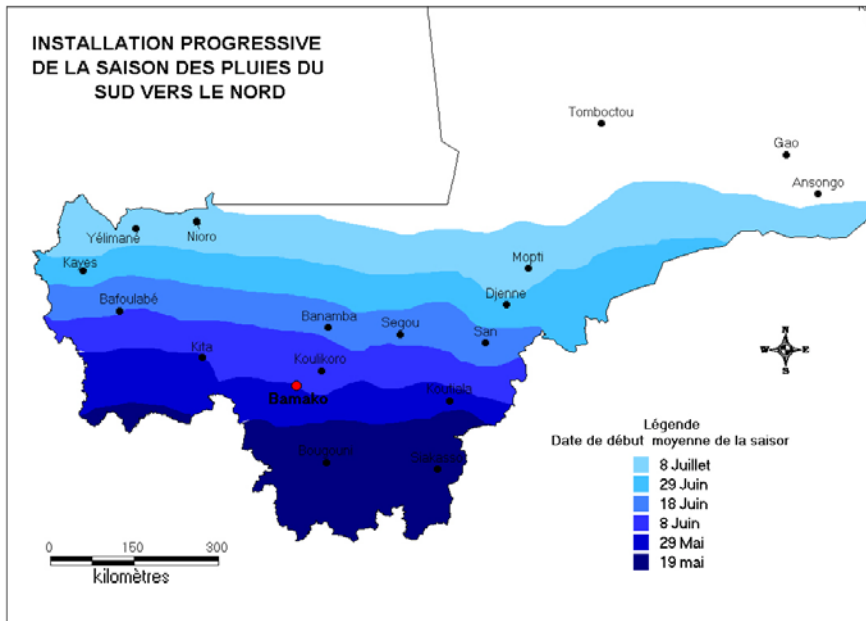 INSTALLATION PROGRESSIVE
DE LA SAISON DES PLUIES DU
SUD VERS LE NORD
Tomboctou
Gao
Ansongo
Yélimané
Nioro
Kayes
Mopti
Bafoulabé
Djenne
Banamba
Segou
San
Kita
Koulikoro
Bamako
Koutiala
Bougouni
Sikasso
N
W E
S
Légende
Date de début moyenne de la saisor
8 Juillet
29 Juin
18 Juin
8 Juin
29 Mai
19 mai
0 150 300
kilomètres